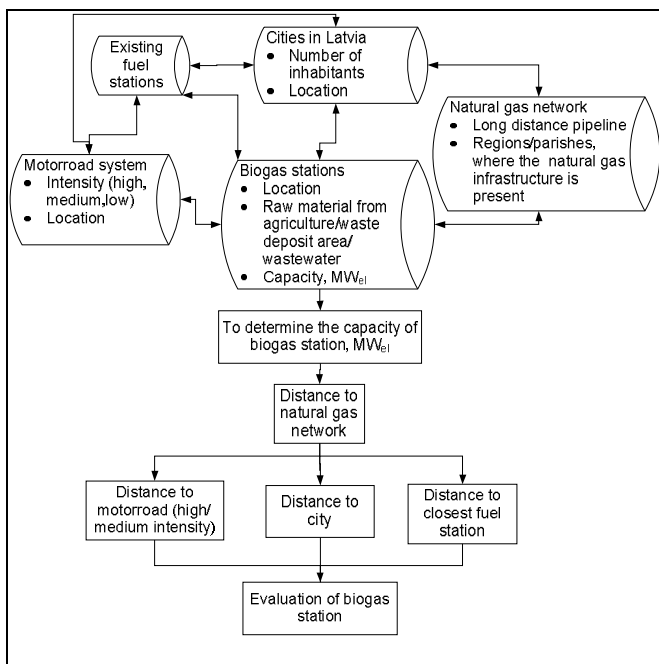 Existing
fuel
stations
Cities in Latvia
• Number of
inhabitants
• Location
Natural gas network
• Long distance pipeline
• Regions/parishes,
where the natural gas
infrastructure is
present
Motorroad system
• Intensity (high,
medium,low)
• Location
Biogas stations
• Location
• Raw material from
agriculture/waste
deposit area/
wastewater
• Capacity, MWel
To determine the capacity of
biogas station, MWel
Distance to
natural gas
network
Distance to
motorroad (high/
medium intensity)
Distance to
city
Distance to
closest fuel
station
Evaluation of biogas
station